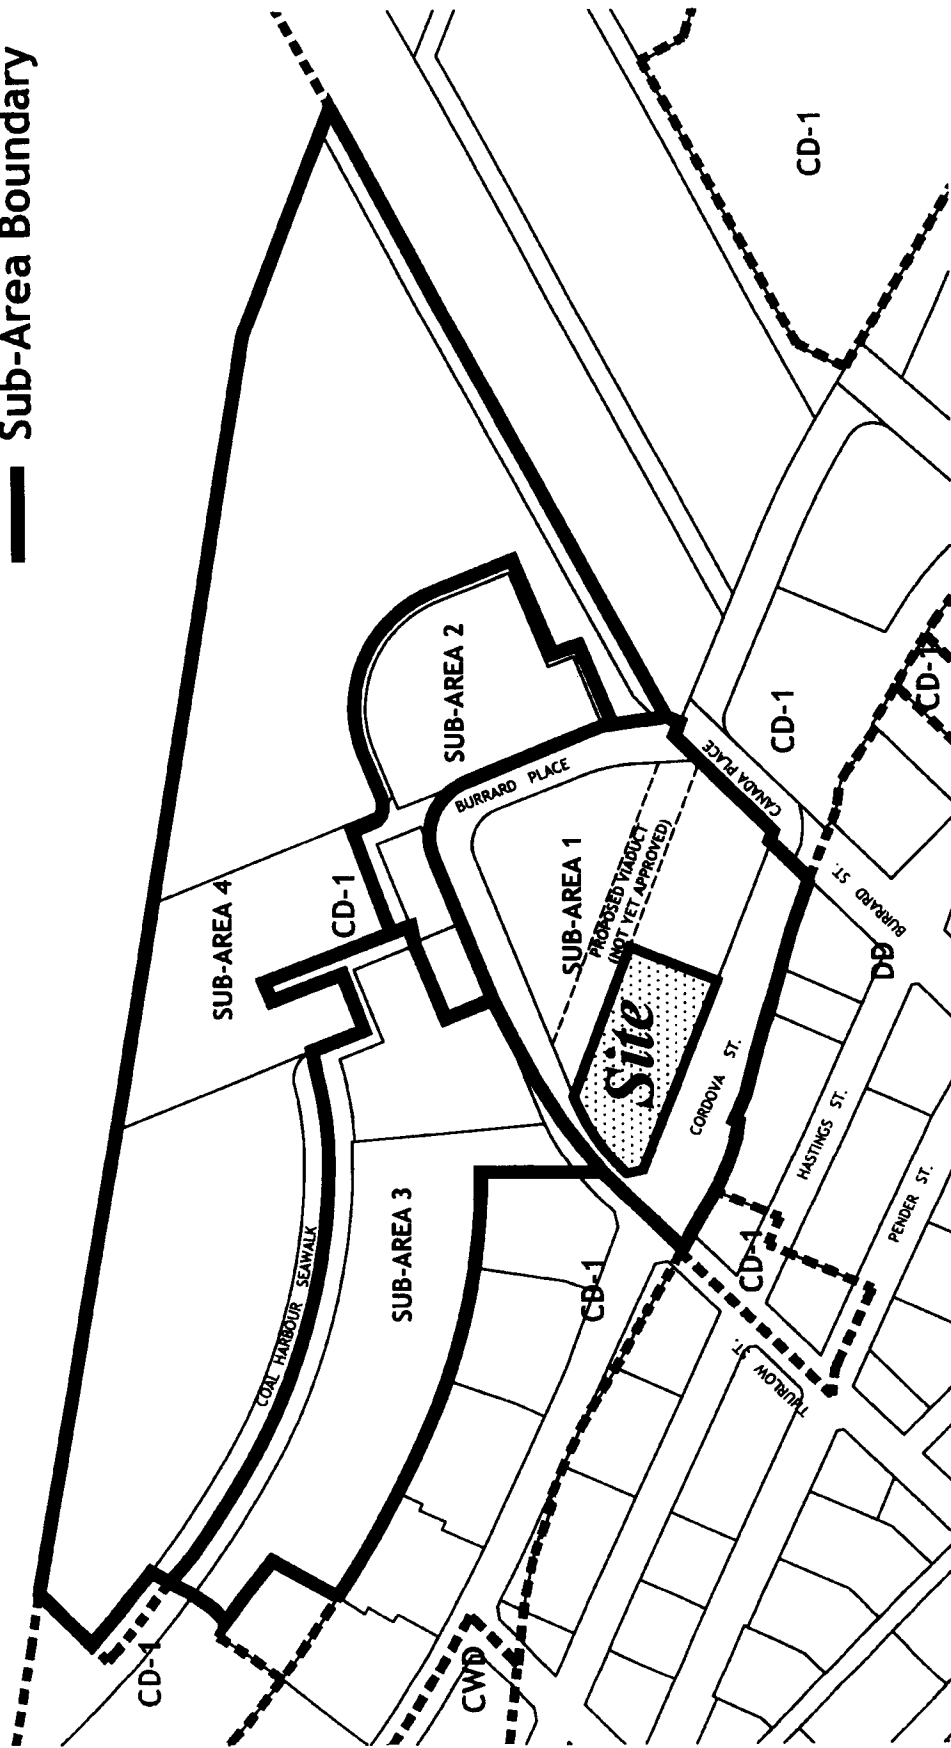 Sub-Area Boundary
CD-1
SUB-AREA 2
BURRARD PLACE
CANADA PLACE
CD-1
CD-1
SUB-AREA 4
CD-1
SUB-AREA 1
PROPOSED VIADUCT
(NOT YET APPROVED)
BURRARD ST.
DD
Site
CORDOVA ST.
HASTINGS ST.
PENDER ST.
COAL HARBOUR SEAWALK
SUB-AREA 3
CD-1
CD-1
THURLOW ST.
CD-1
CWD